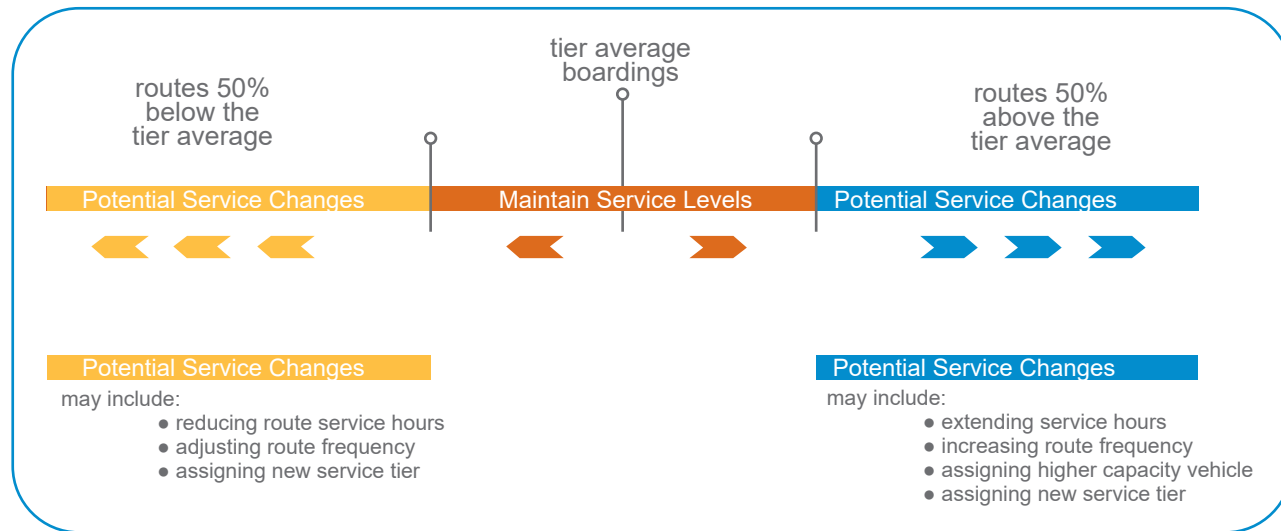 routes 50%
below the
tier average
tier average
boardings
routes 50%
above the
tier average
Potential Service Changes
Maintain Service Levels
Potential Service Changes
Potential Service Changes
may include:
● reducing route service hours
● adjusting route frequency
● assigning new service tier
Potential Service Changes
may include:
● extending service hours
● increasing route frequency
● assigning higher capacity vehicle
● assigning new service tier